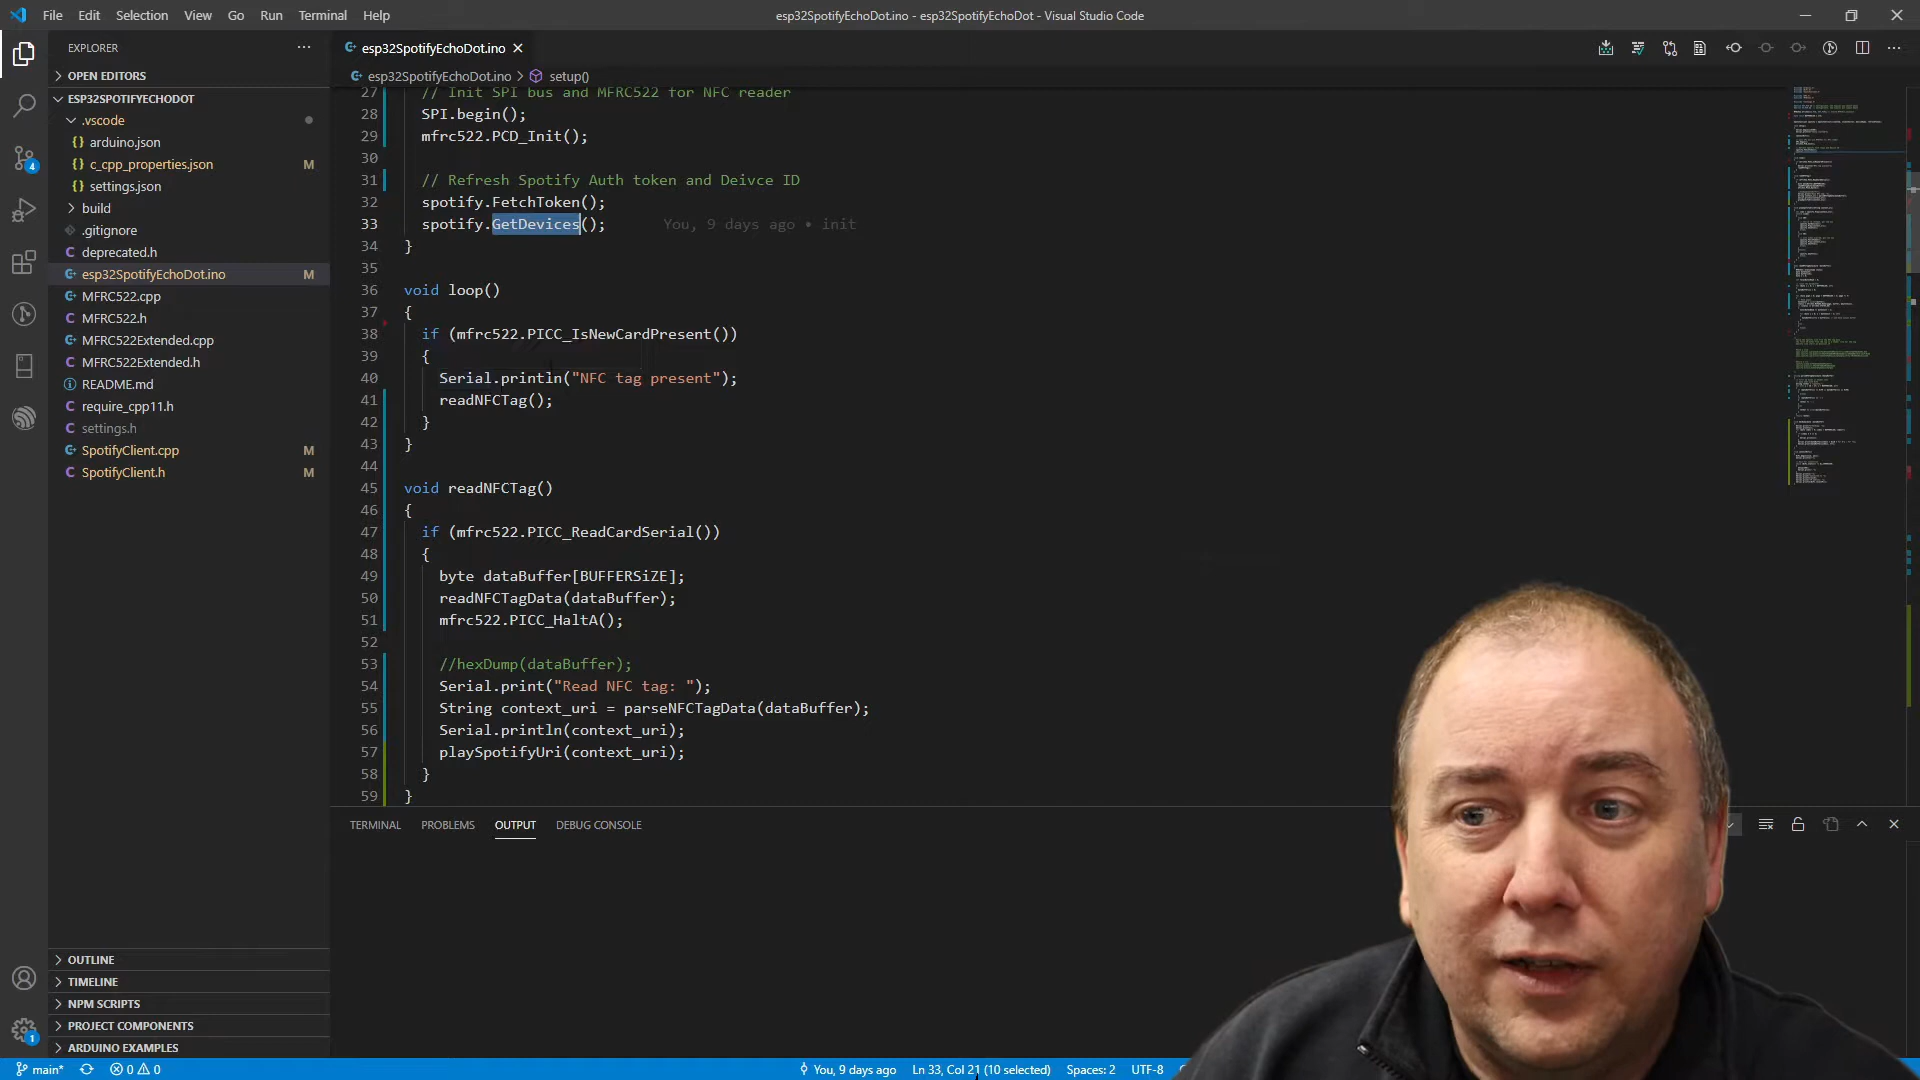 File Edit Selection View Go Run Terminal Help
esp32SpotifyEchoDot.ino - esp32SpotifyEchoDot - Visual Studio Code
EXPLORER
OPEN EDITORS
ESP32SPOTIFYECHODOT
.vscode
arduino.json
c_cpp_properties.json M
settings.json
build
.gitignore
deprecated.h
esp32SpotifyEchoDot.ino M
MFRC522.cpp
MFRC522.h
MFRC522Extended.cpp
MFRC522Extended.h
README.md
require_cpp11.h
settings.h
SpotifyClient.cpp M
SpotifyClient.h M
OUTLINE
TIMELINE
NPM SCRIPTS
PROJECT COMPONENTS
ARDUINO EXAMPLES
4
1
esp32SpotifyEchoDot.ino
esp32SpotifyEchoDot.ino > setup()
27 // Init SPI bus and MFRC522 for NFC reader
28 SPI.begin();
29 mfrc522.PCD_Init();
30
31 // Refresh Spotify Auth token and Deivce ID
32 spotify.FetchToken();
33 spotify.GetDevices(); You, 9 days ago • init
34 }
35
36 void loop()
37 {
38 if (mfrc522.PICC_IsNewCardPresent())
39 {
40 Serial.println("NFC tag present");
41 readNFCTag();
42 }
43 }
44
45 void readNFCTag()
46 {
47 if (mfrc522.PICC_ReadCardSerial())
48 {
49 byte dataBuffer[BUFFERSiZE];
50 readNFCTagData(dataBuffer);
51 mfrc522.PICC_HaltA();
52
53 //hexDump(dataBuffer);
54 Serial.print("Read NFC tag: ");
55 String context_uri = parseNFCTagData(dataBuffer);
56 Serial.println(context_uri);
57 playSpotifyUri(context_uri);
58 }
59 }
TERMINAL PROBLEMS OUTPUT DEBUG CONSOLE
main* 0 0 You, 9 days ago Ln 33, Col 21 (10 selected) Spaces: 2 UTF-8